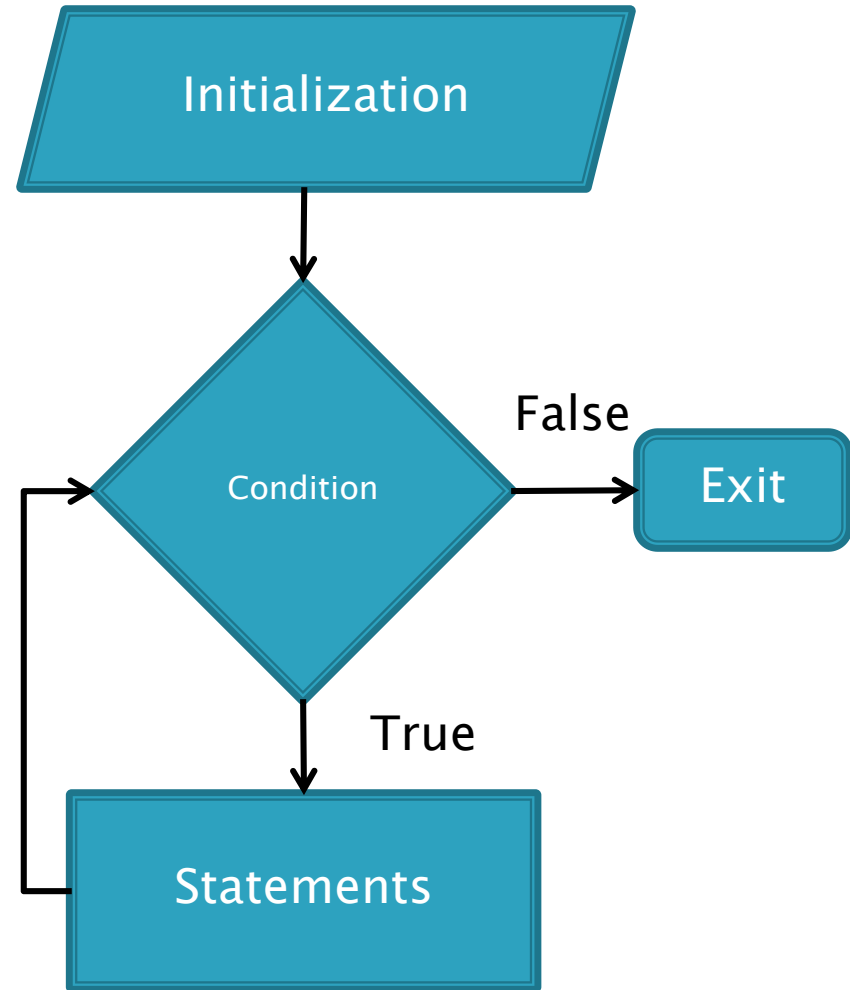 Initialization
False
Condition
Exit
True
Statements